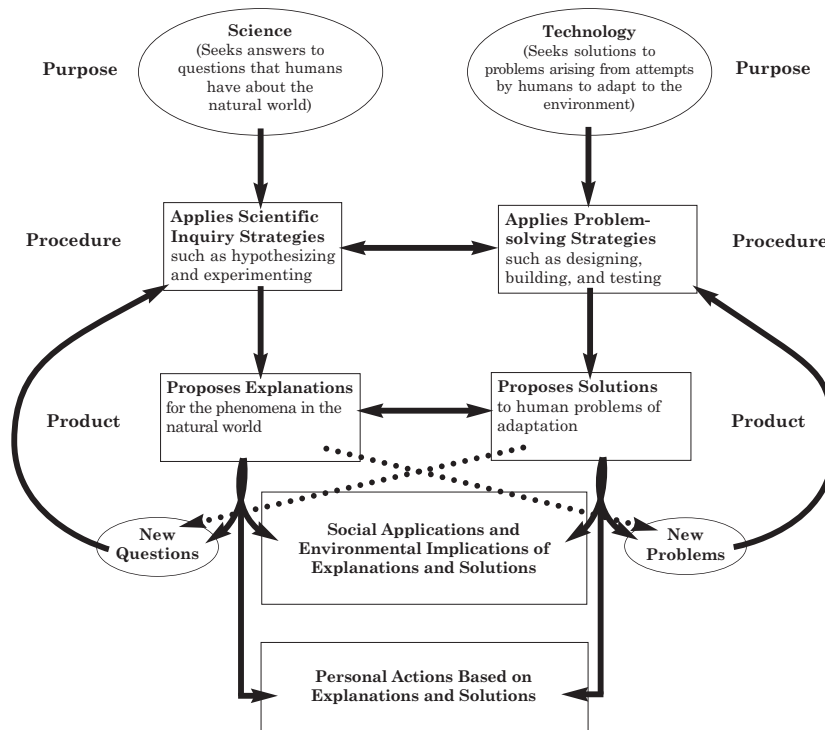 Science
(Seeks answers to
questions that humans
have about the
natural world)
Technology
(Seeks solutions to
problems arising from attempts
by humans to adapt to the
environment)
Purpose
Purpose
Procedure
Applies Scientific
Inquiry Strategies
such as hypothesizing
and experimenting
Applies Problem-
solving Strategies
such as designing,
building, and testing
Procedure
Product
Proposes Explanations
for the phenomena in the
natural world
Proposes Solutions
to human problems of
adaptation
Product
New
Questions
Social Applications and
Environmental Implications of
Explanations and Solutions
New
Problems
Personal Actions Based on
Explanations and Solutions